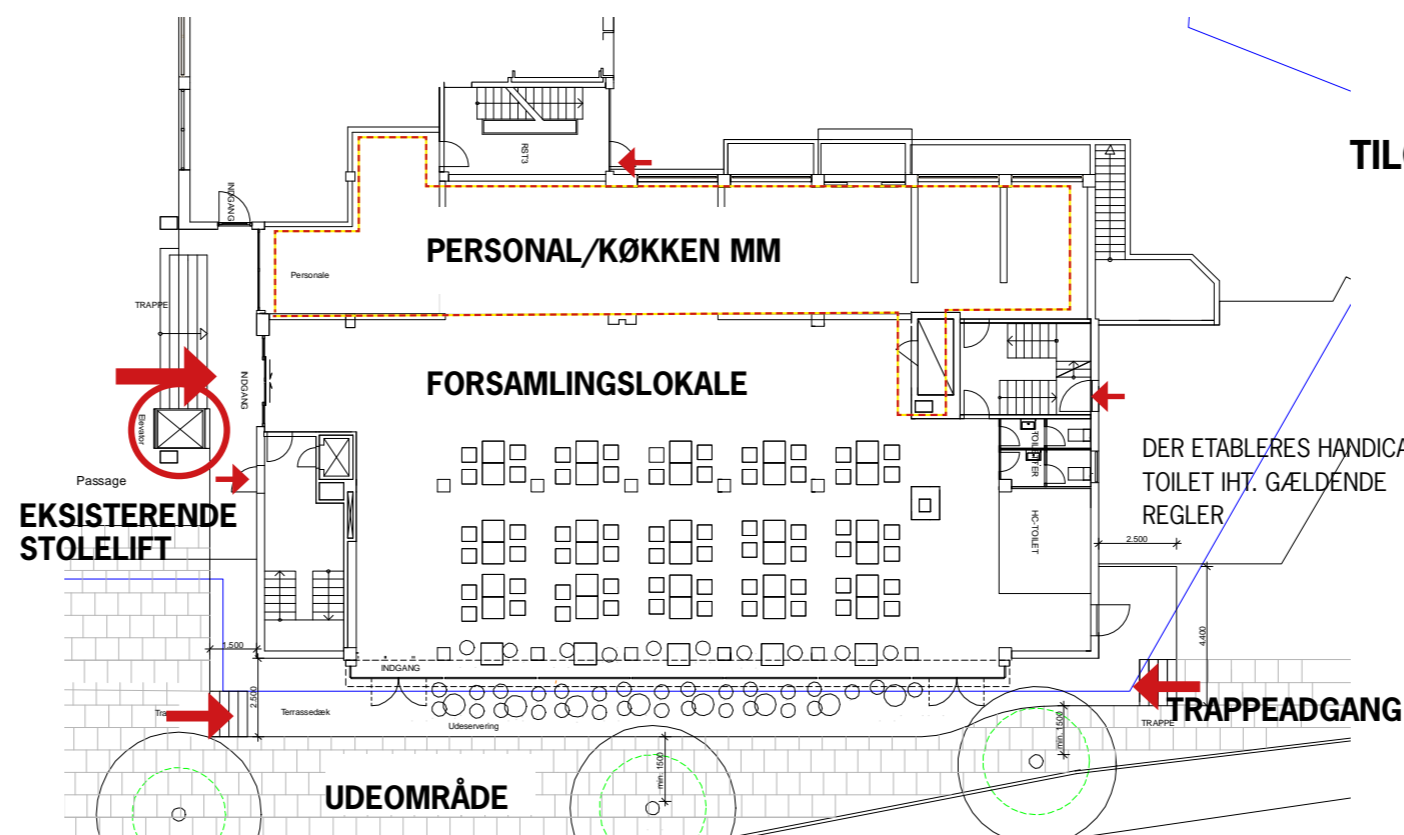 TIL
RST3
INDGANG
PERSONAL/KØKKEN MM
Personale
TRAPPE
INDGANG
FORSAMLINGSLOKALE
Elevator
Passage
EKSISTERENDE
STOLELIFT
DER ETABLERES HANDICA
TOILET IHT. GÆLDENDE
REGLER
HC-TOILET
2.500
4.400
1.500
2.500
INDGANG
Terrassedæk
Udeservering
TRAPPEADGANG
TRAPPE
min. 1500
min. 1500
UDEOMRÅDE